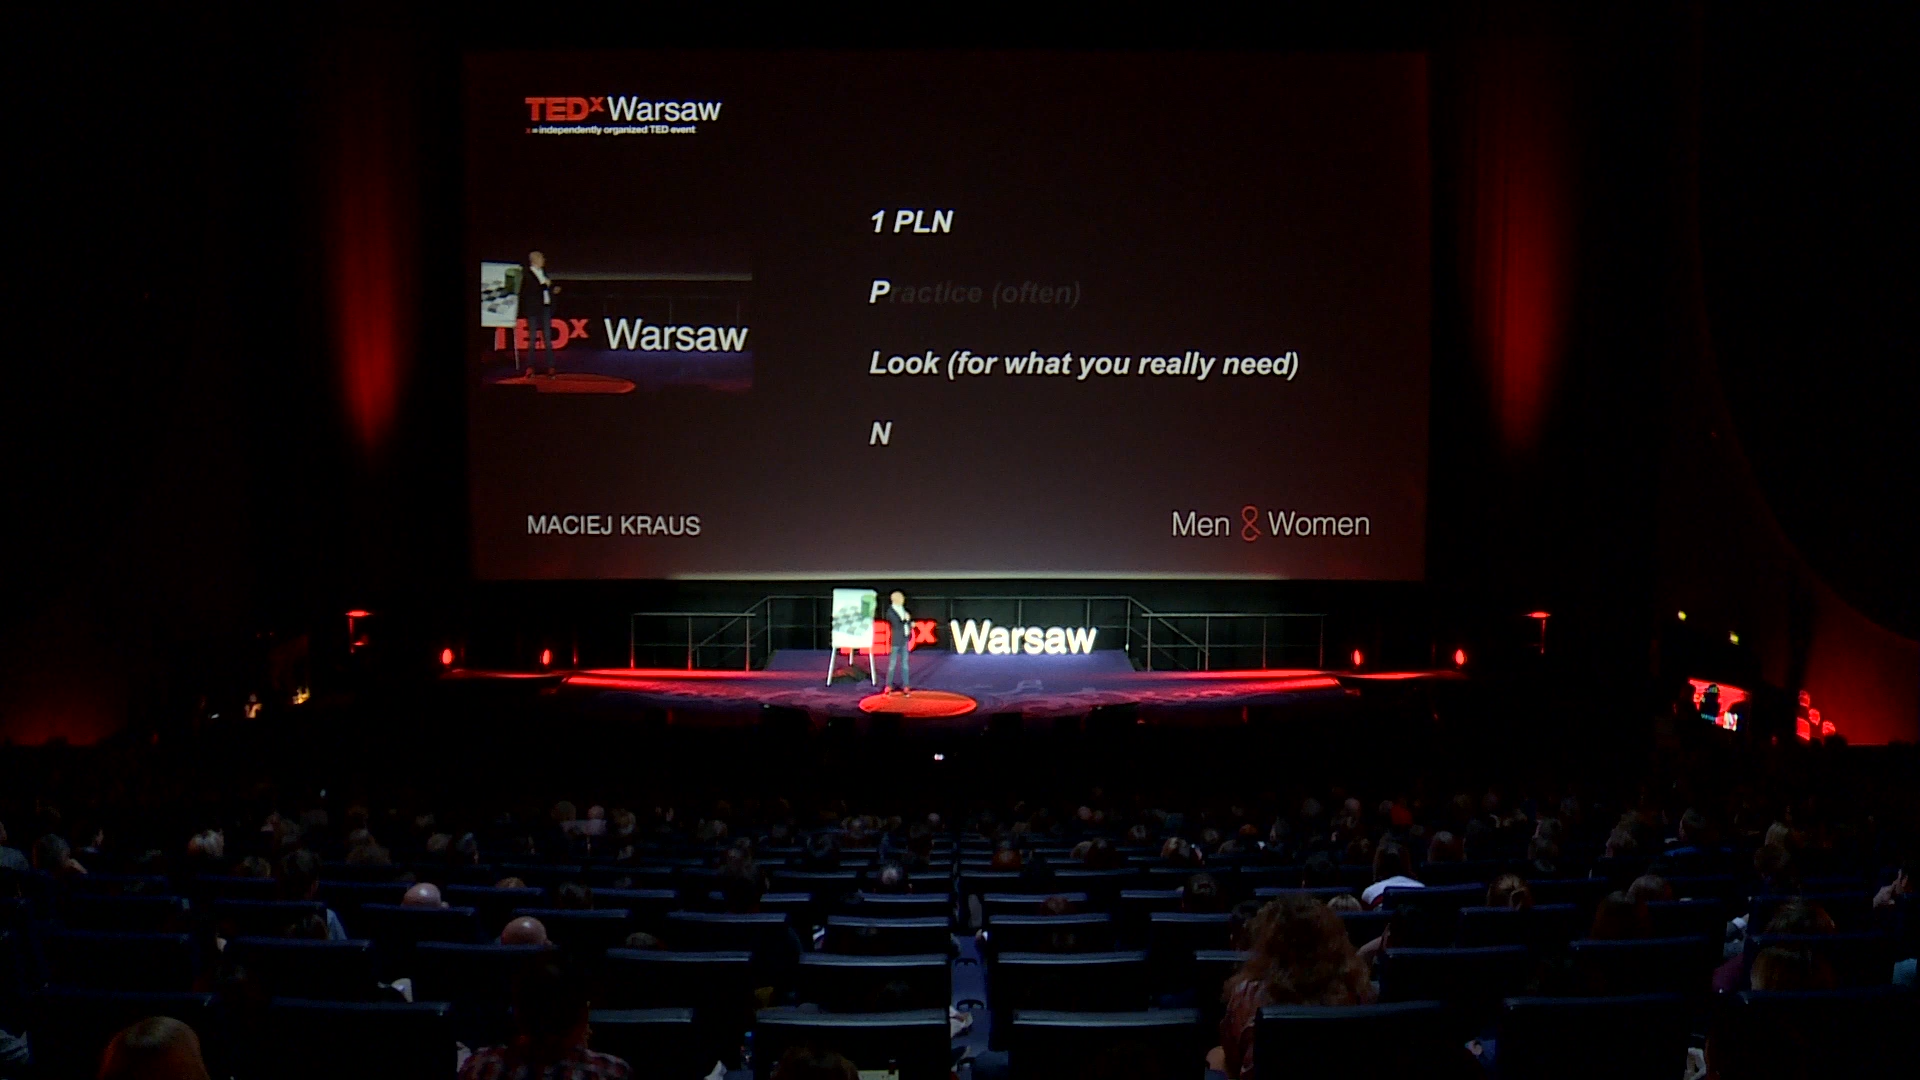 TEDx Warsaw
x = independently organized TED event
1 PLN
Practice (often)
TEDx Warsaw
Look (for what you really need)
N
MACIEJ KRAUS
Men & Women
TEDx Warsaw